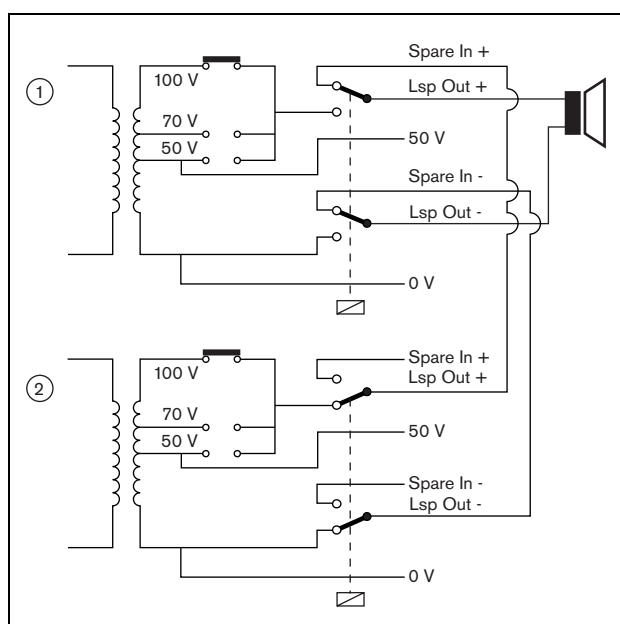 Spare In +
100 V
Lsp Out +
1
70 V
50 V
50 V
Spare In -
Lsp Out -
0 V
Spare In +
100 V
Lsp Out +
2
70 V
50 V
50 V
Spare In -
Lsp Out -
0 V